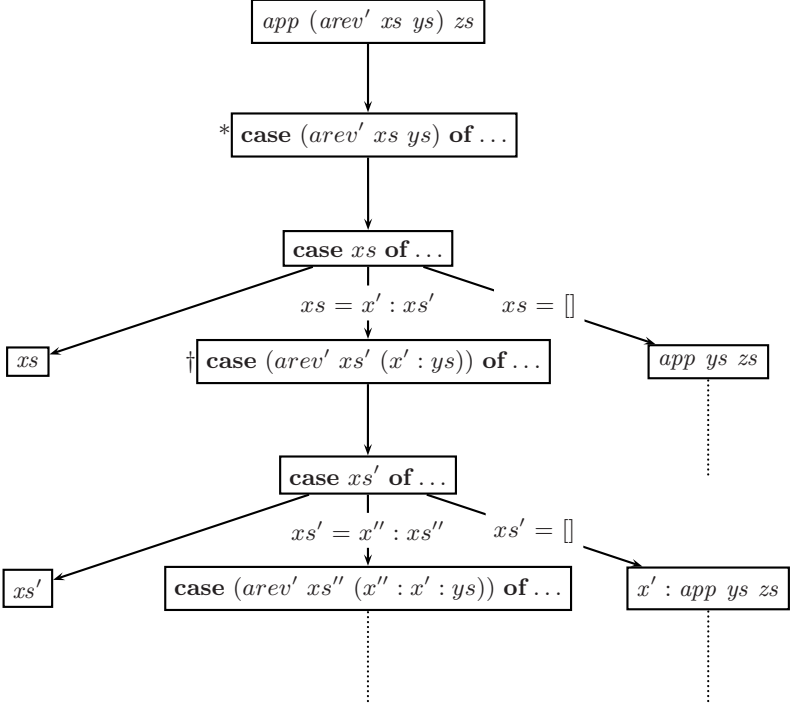 app (arev′ xs ys) zs
* case (arev′ xs ys) of …
case xs of …
xs = x′ : xs′ xs = []
xs † case (arev′ xs′ (x′ : ys)) of … app ys zs
case xs′ of …
xs′ = x′′ : xs′′ xs′ = []
xs′ case (arev′ xs′′ (x′′ : x′ : ys)) of … x′ : app ys zs